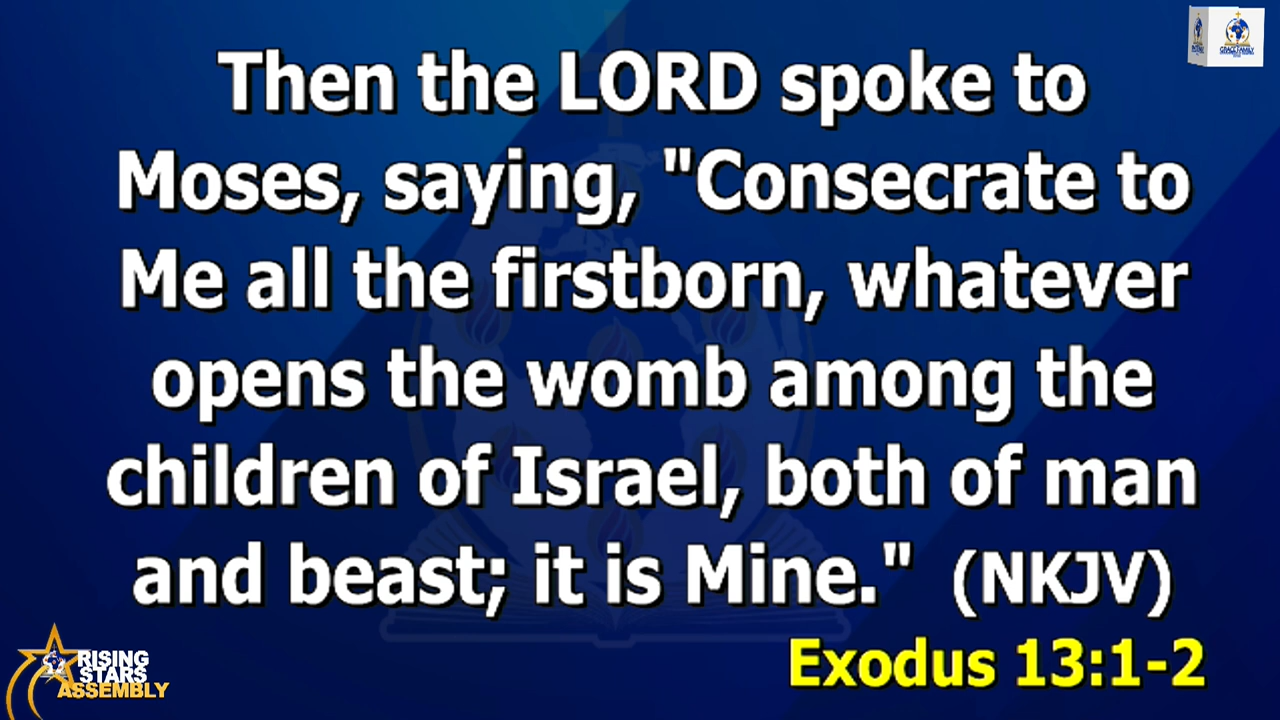 Then the LORD spoke to
Moses, saying, "Consecrate to
Me all the firstborn, whatever
opens the womb among the
children of Israel, both of man
and beast; it is Mine." (NKJV)
Exodus 13:1-2
RISING
STARS
ASSEMBLY
GRACE FAMILY